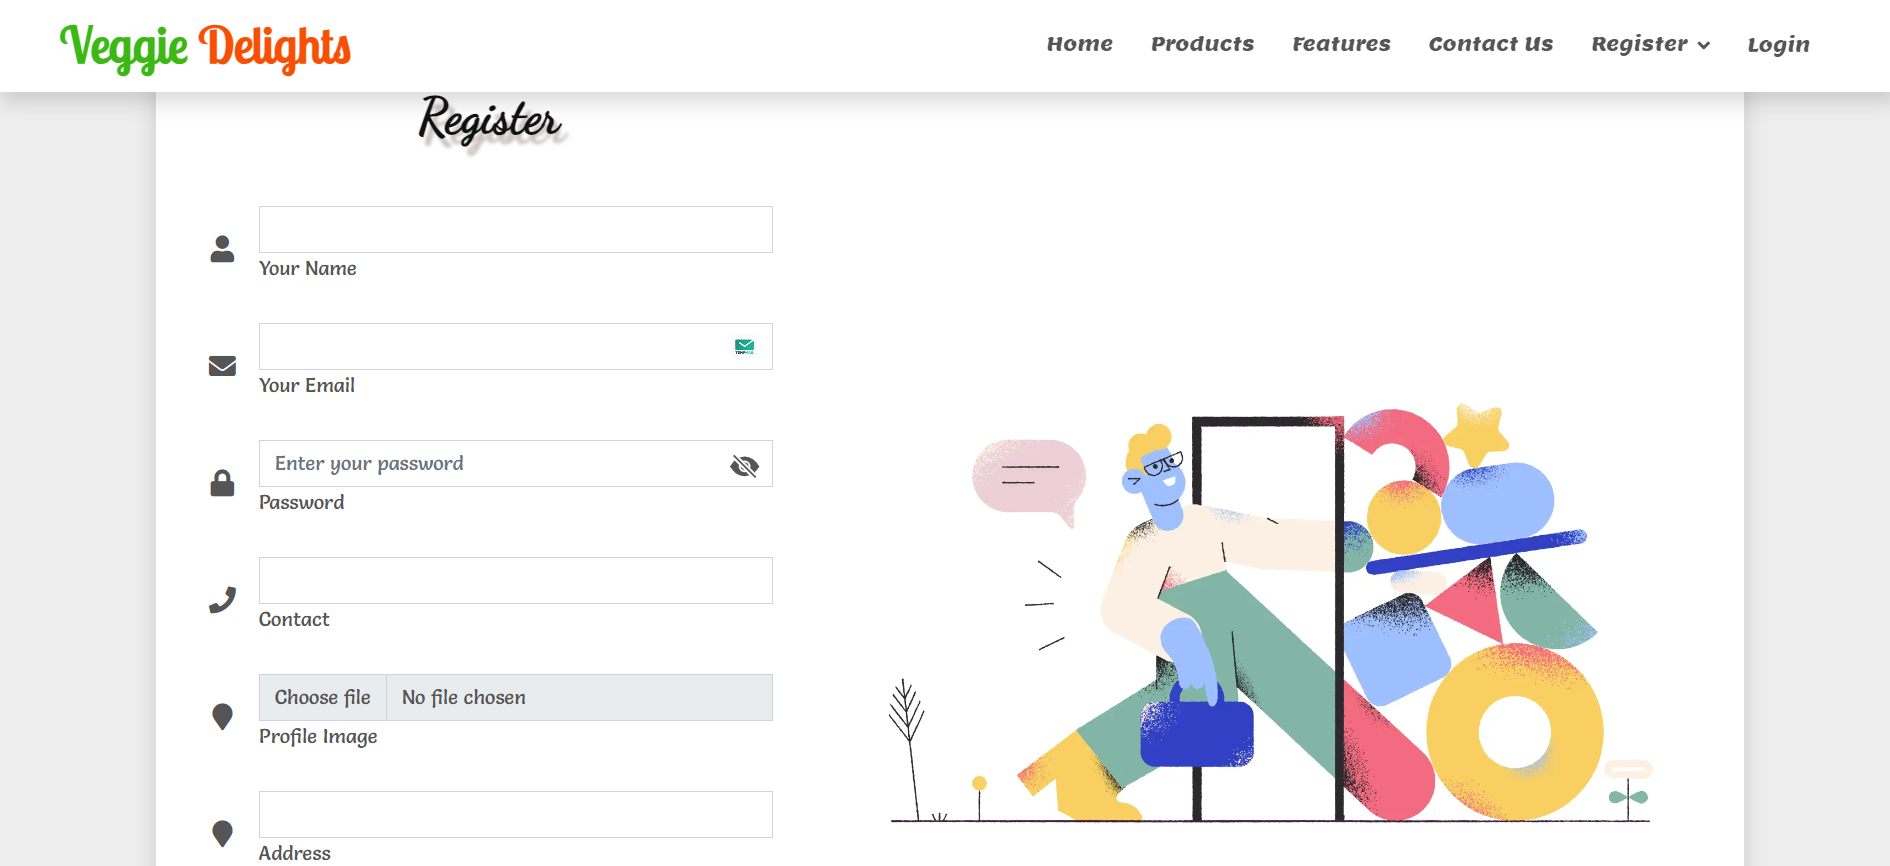 Veggie Delights
Home Products Features Contact Us Register Login
Register
Your Name
Your Email
Enter your password
Password
Contact
Choose file No file chosen
Profile Image
Address